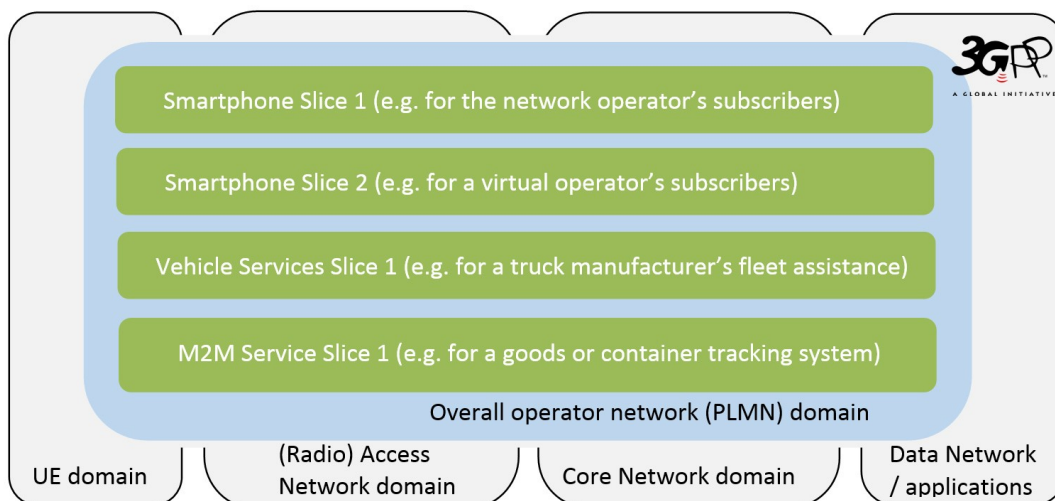 3GPP
TM
A GLOBAL INITIATIVE
Smartphone Slice 1 (e.g. for the network operator’s subscribers)
Smartphone Slice 2 (e.g. for a virtual operator’s subscribers)
Vehicle Services Slice 1 (e.g. for a truck manufacturer’s fleet assistance)
M2M Service Slice 1 (e.g. for a goods or container tracking system)
Overall operator network (PLMN) domain
UE domain
(Radio) Access
Network domain
Core Network domain
Data Network
/ applications